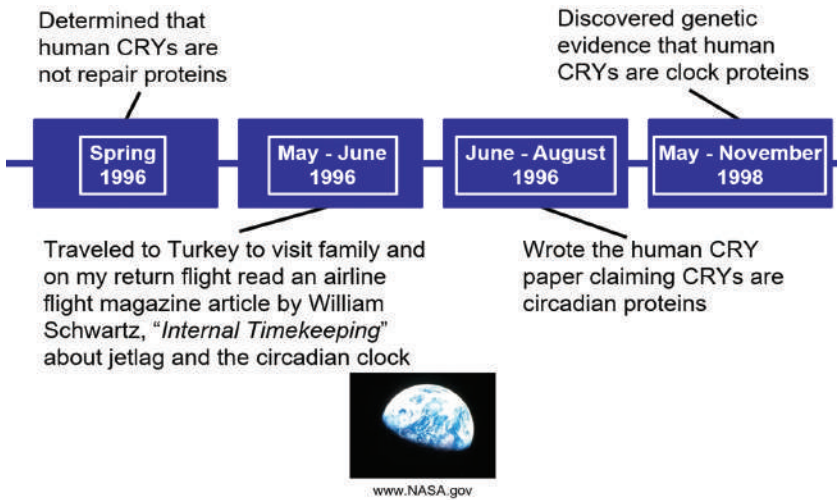 Determined that
human CRYs are
not repair proteins
Discovered genetic
evidence that human
CRYs are clock proteins
Spring
1996
May - June
1996
June - August
1996
May - November
1998
Traveled to Turkey to visit family and
on my return flight read an airline
flight magazine article by William
Schwartz, “Internal Timekeeping”
about jetlag and the circadian clock
Wrote the human CRY
paper claiming CRYs are
circadian proteins
www.NASA.gov